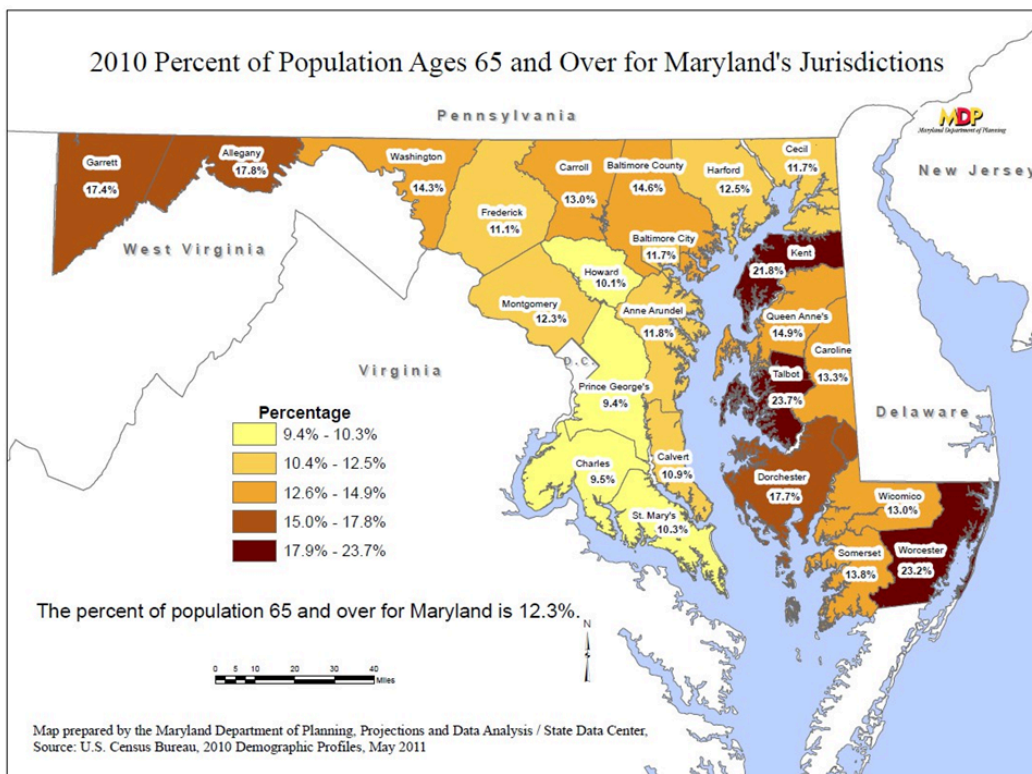 2010 Percent of Population Ages 65 and Over for Maryland's Jurisdictions
Pennsylvania
MDP
Maryland Department of Planning
New Jersey
Garrett
17.4%
Allegany
17.8%
Washington
14.3%
Frederick
11.1%
Carroll
13.0%
Baltimore County
14.6%
Harford
12.5%
Cecil
11.7%
Baltimore City
11.7%
West Virginia
Howard
10.1%
Kent
21.8%
Montgomery
12.3%
Anne Arundel
11.8%
Queen Anne's
14.9%
Caroline
13.3%
D.C.
Virginia
Prince George's
9.4%
Talbot
23.7%
Delaware
Charles
9.5%
Calvert
10.9%
Dorchester
17.7%
St. Mary's
10.3%
Wicomico
13.0%
Somerset
13.8%
Worcester
23.2%
Percentage
9.4% - 10.3%
10.4% - 12.5%
12.6% - 14.9%
15.0% - 17.8%
17.9% - 23.7%
The percent of population 65 and over for Maryland is 12.3%.
N
0 5 10 20 30 40
Miles
Map prepared by the Maryland Department of Planning, Projections and Data Analysis / State Data Center,
Source: U.S. Census Bureau, 2010 Demographic Profiles, May 2011